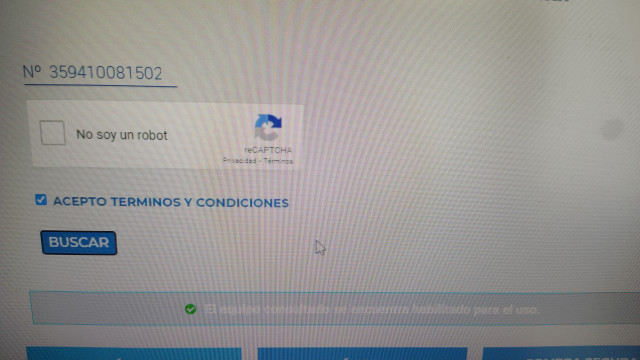 Nº 359410081502
No soy un robot
reCAPTCHA
Privacidad - Términos
ACEPTO TERMINOS Y CONDICIONES
BUSCAR
El equipo consultado se encuentra habilitado para el uso.